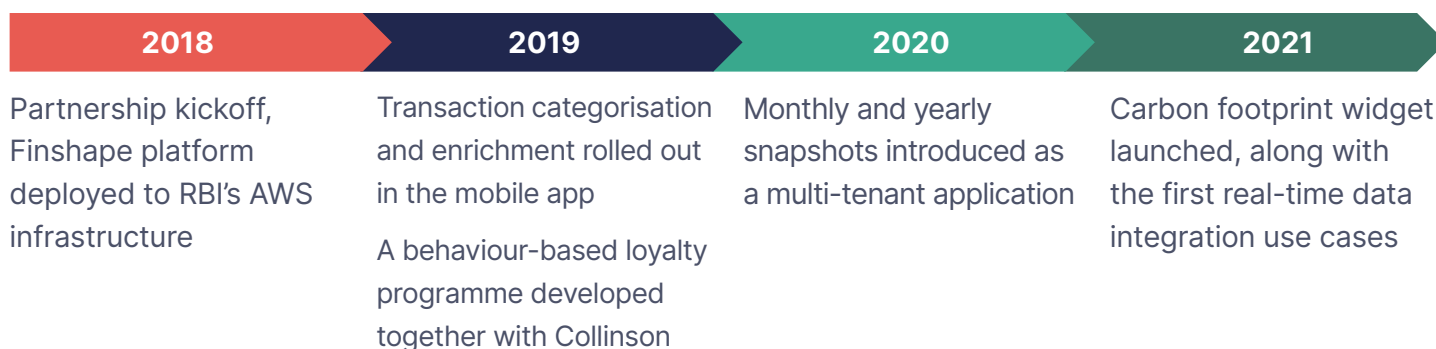 2018
Partnership kickoff,
Finshape platform
deployed to RBI’s AWS
infrastructure
2019
Transaction categorisation
and enrichment rolled out
in the mobile app
A behaviour-based loyalty
programme developed
together with Collinson
2020
Monthly and yearly
snapshots introduced as
a multi-tenant application
2021
Carbon footprint widget
launched, along with
the first real-time data
integration use cases